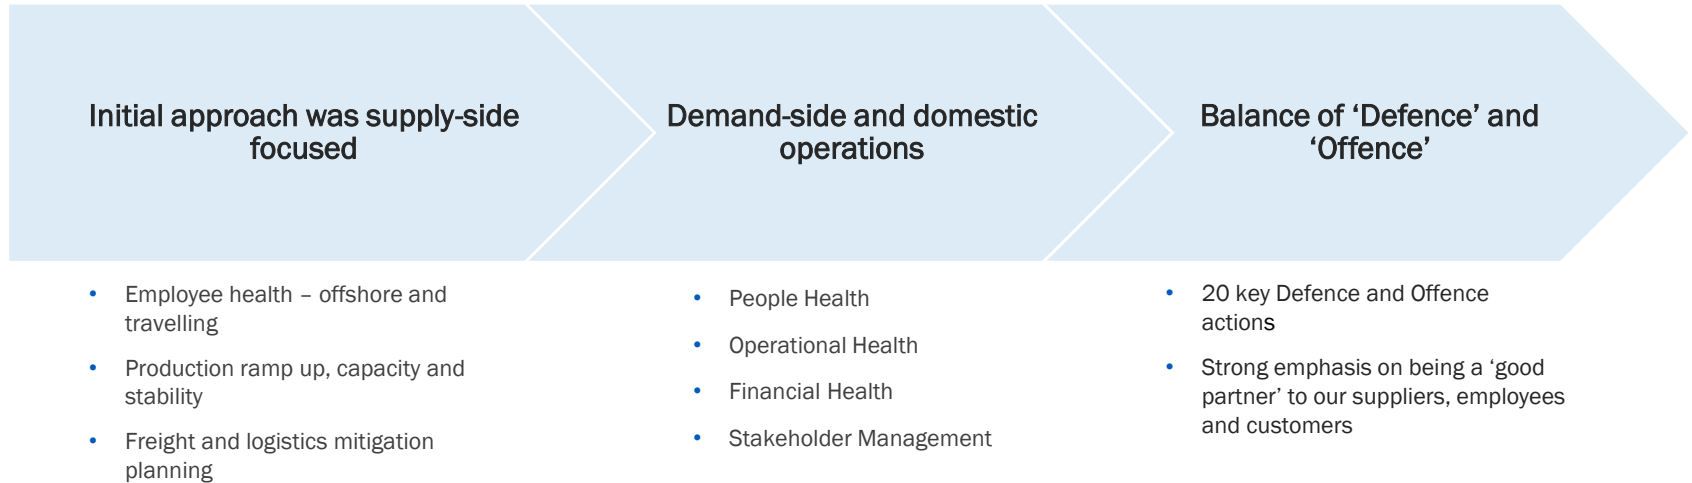 Initial approach was supply-side
focused
• Employee health – offshore and
travelling
• Production ramp up, capacity and
stability
• Freight and logistics mitigation
planning
Demand-side and domestic
operations
• People Health
• Operational Health
• Financial Health
• Stakeholder Management
Balance of ‘Defence’ and
‘Offence’
• 20 key Defence and Offence
actions
• Strong emphasis on being a ‘good
partner’ to our suppliers, employees
and customers